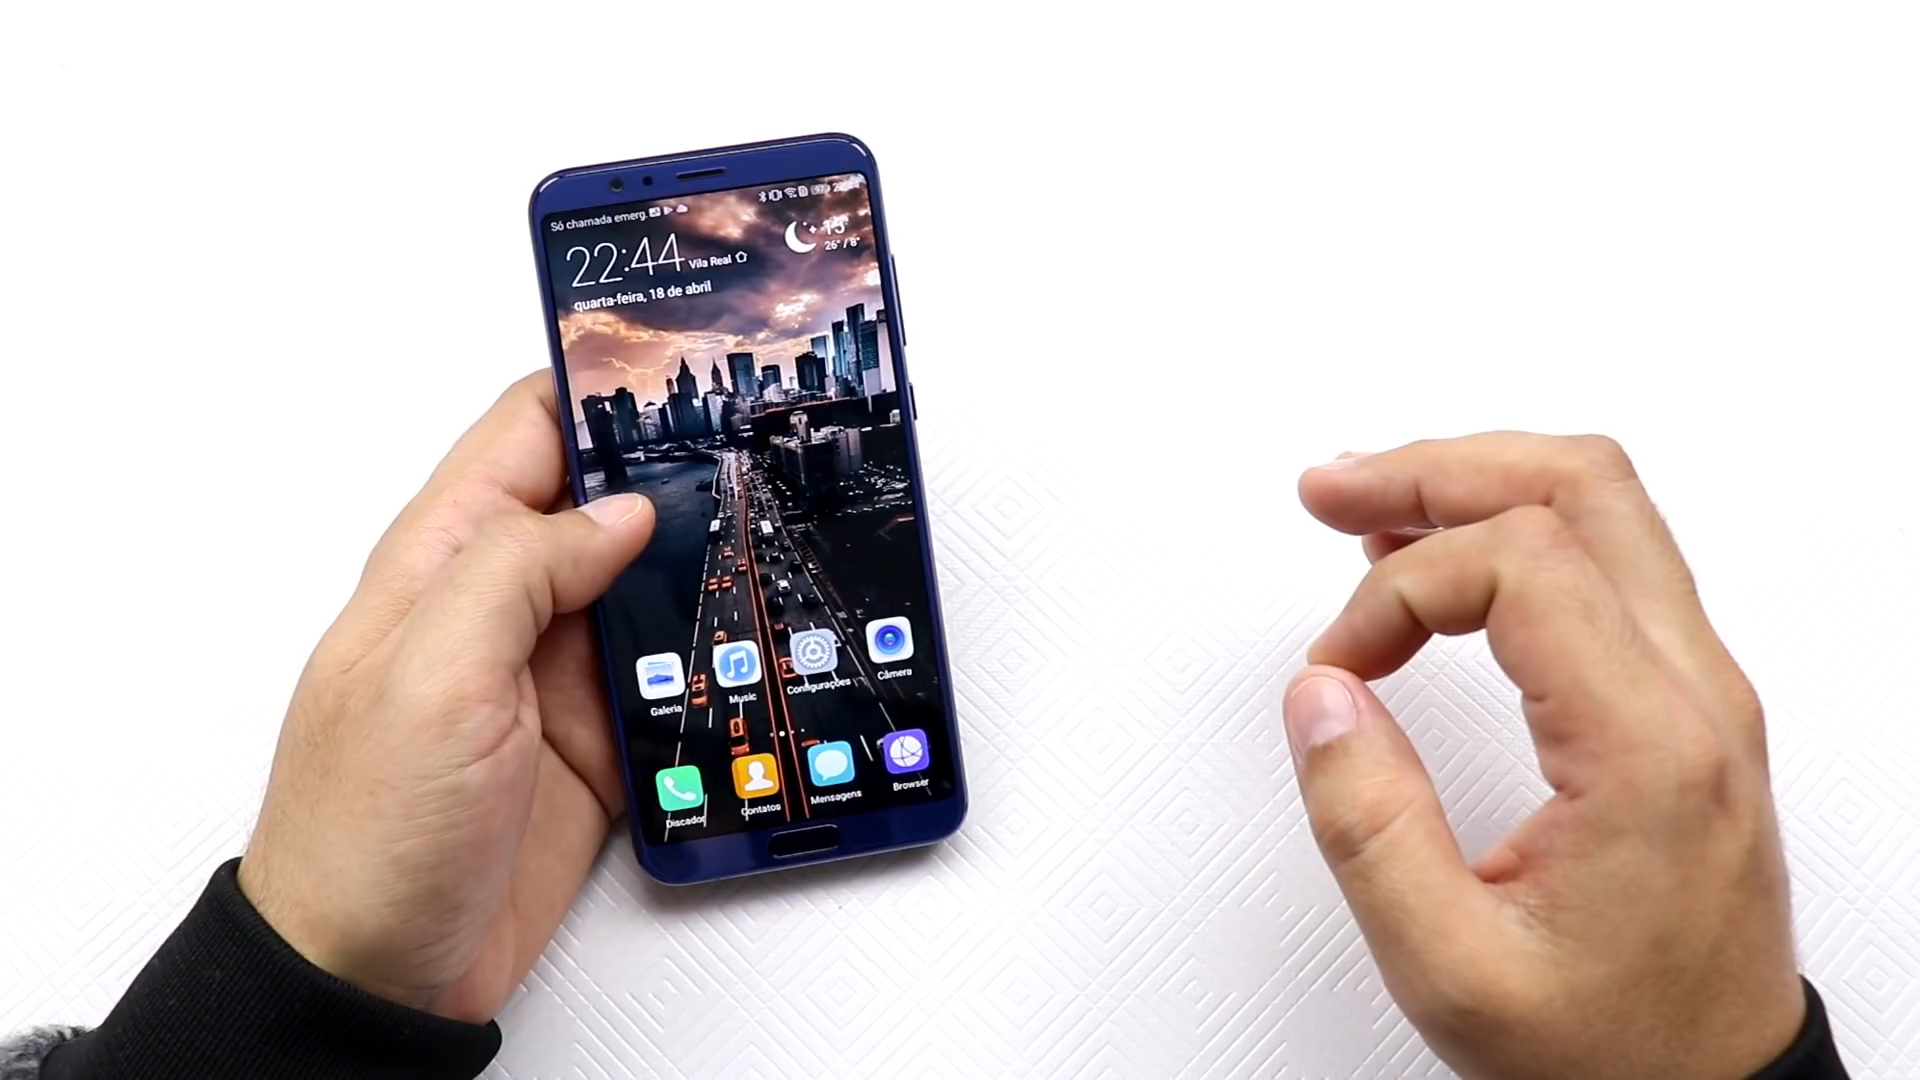 Só chamada emerg.
22:44 Vila Real
26° / 8°
quarta-feira, 18 de abril
Galeria
Music
Configurações
Câmera
Discador
Contatos
Mensagens
Browser